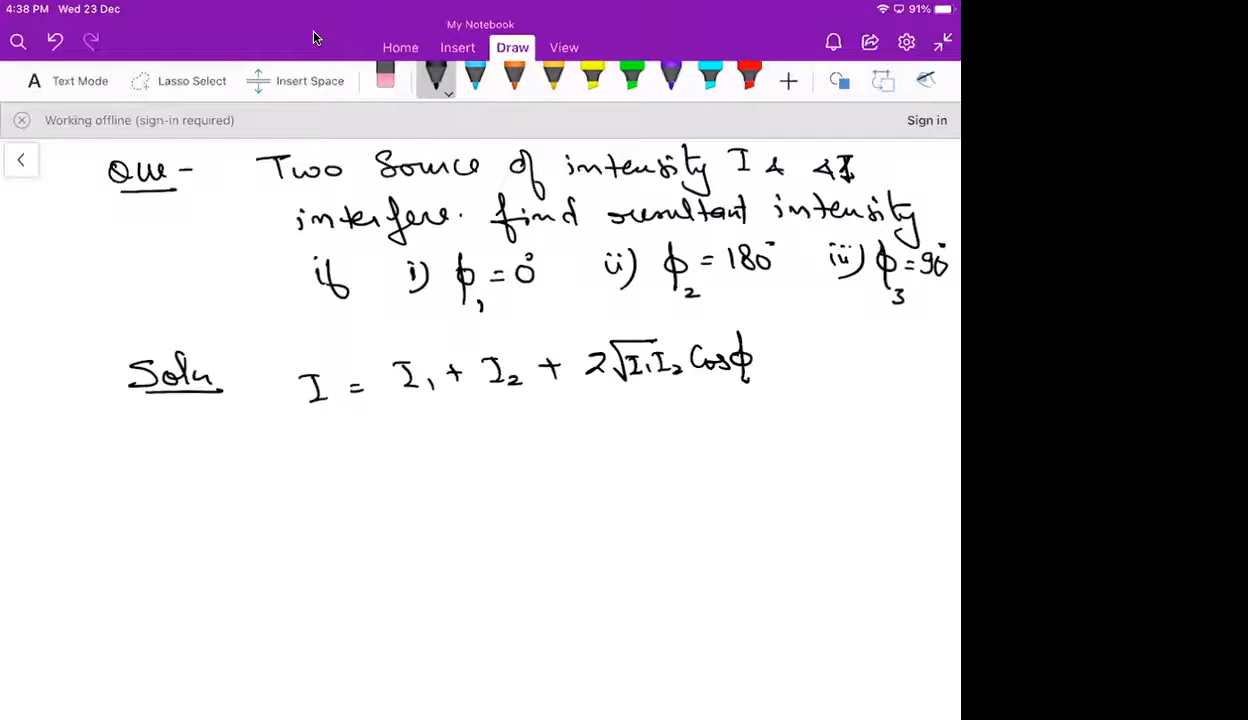 4:38 PM Wed 23 Dec
91%
My Notebook
Home Insert Draw View
A Text Mode Lasso Select Insert Space
Working offline (sign-in required) Sign in
Que - Two Source of intensity I & 4I
interfere. find resultant intensity
if i) ϕ₁ = 0° ii) ϕ₂ = 180° iii) ϕ₃ = 90°
Soln I = I₁ + I₂ + 2√I₁I₂ Cosϕ